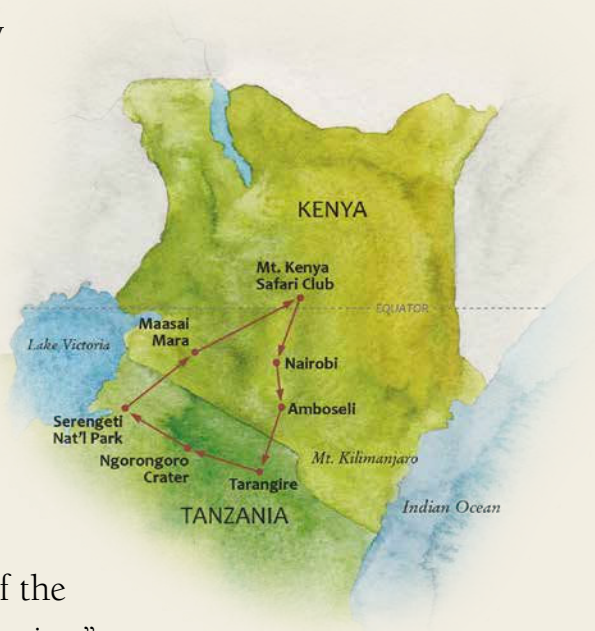 y
KENYA
Mt. Kenya
Safari Club
EQUATOR
Maasai
Mara
Lake Victoria
Nairobi
Amboseli
Serengeti
Nat'l Park
Mt. Kilimanjaro
Ngorongoro
Crater
Tarangire
Indian Ocean
TANZANIA
f the